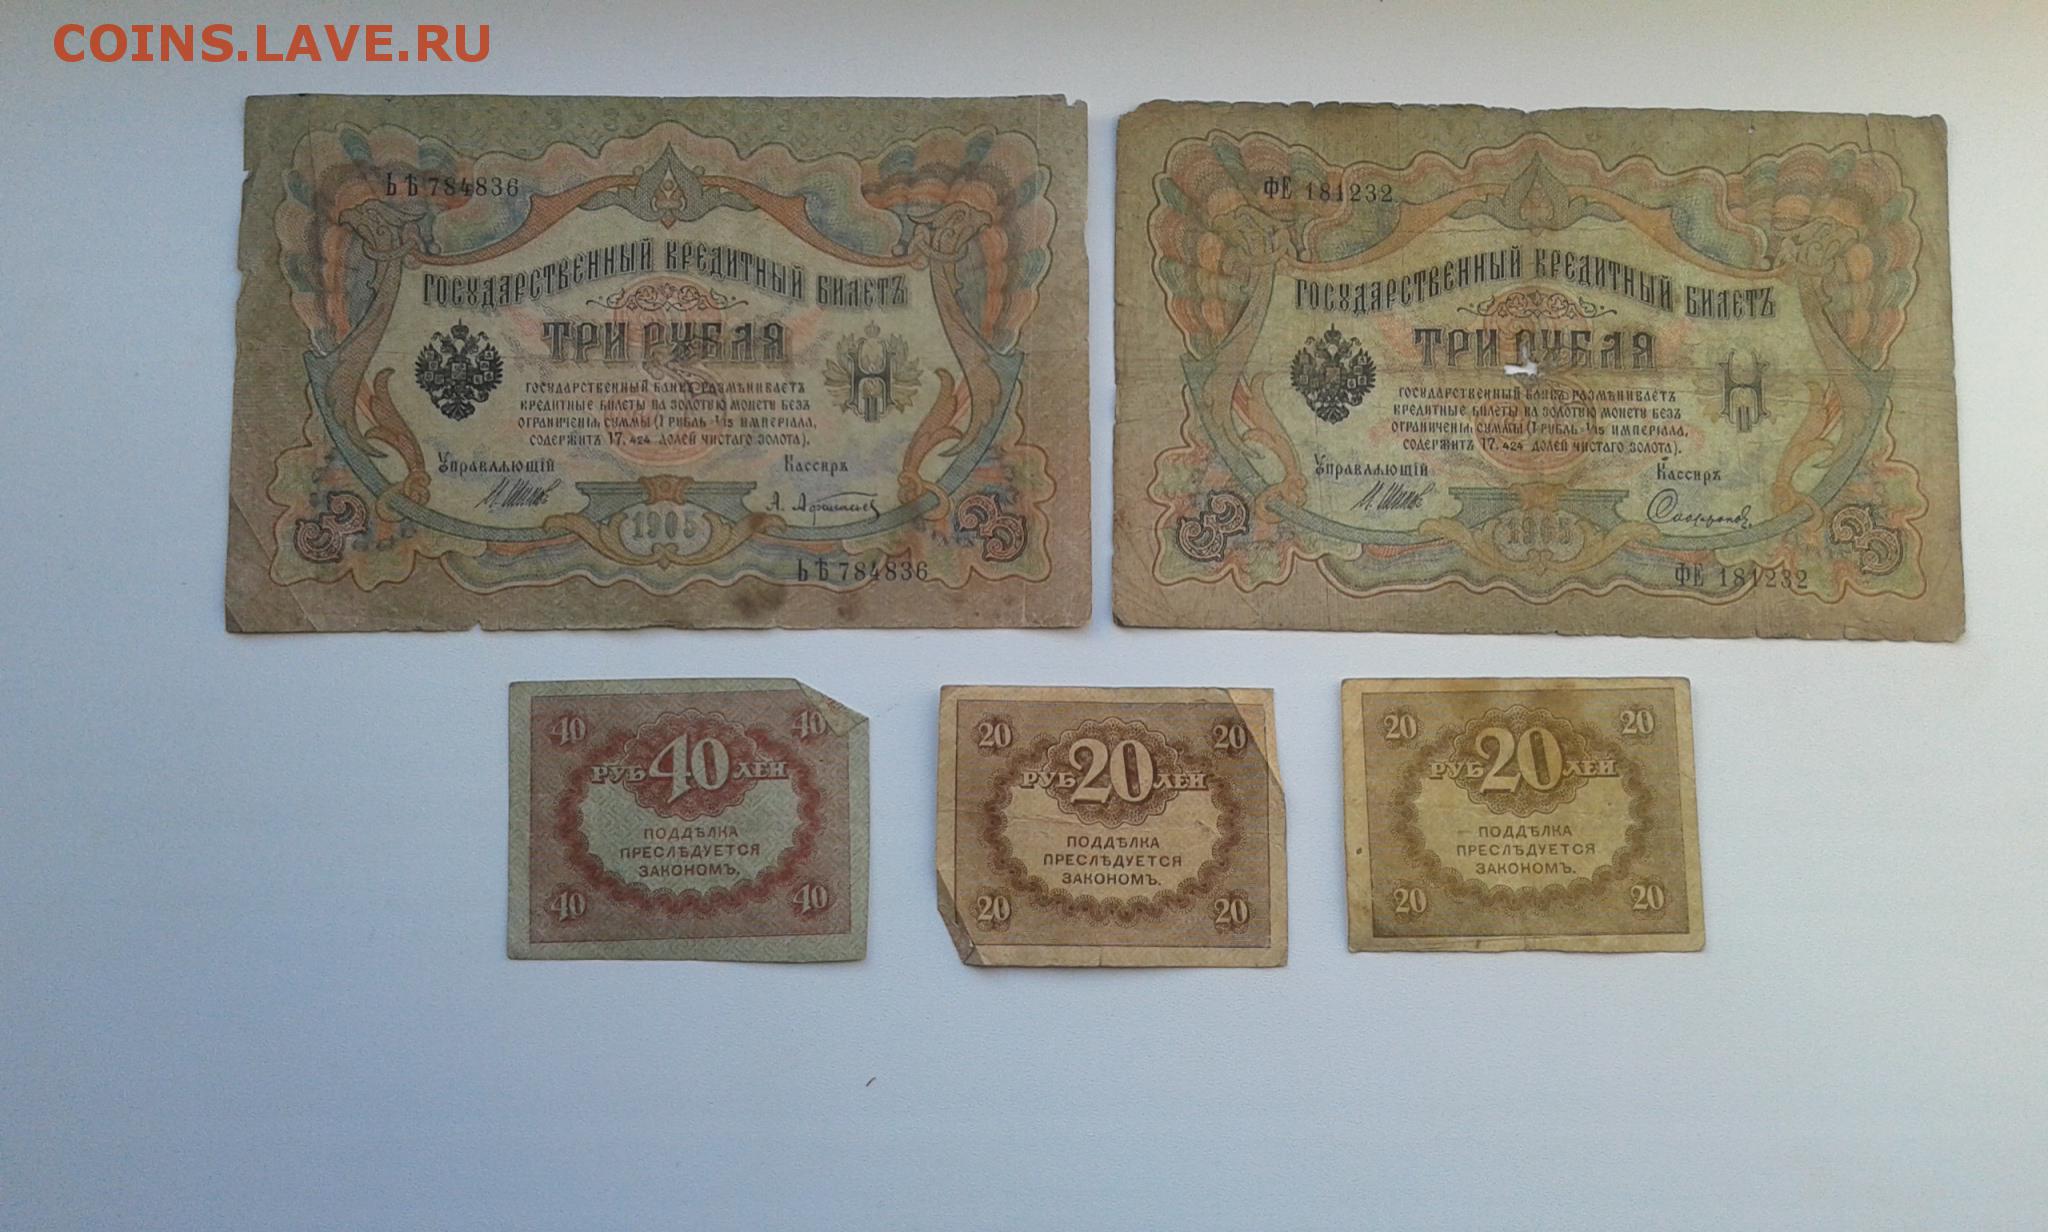 COINS.LAVE.RU
ЬѢ 784836
ГОСУДАРСТВЕННЫЙ КРЕДИТНЫЙ БИЛЕТЪ
ТРИ РУБЛЯ
ГОСУДАРСТВЕННЫЙ БАНКЪ РАЗМѢНИВАЕТЪ
КРЕДИТНЫЕ БИЛЕТЫ НА ЗОЛОТУЮ МОНЕТУ БЕЗЪ
ОГРАНИЧЕНІЯ СУММЫ (1 РУБЛЬ = 1/15 ИМПЕРІАЛА,
СОДЕРЖИТЪ 17,424 ДОЛЕЙ ЧИСТАГО ЗОЛОТА).
Управляющій Кассиръ
А. Афанасьев
3 1905 3
ЬѢ 784836
ФЕ 181232
ГОСУДАРСТВЕННЫЙ КРЕДИТНЫЙ БИЛЕТЪ
ТРИ РУБЛЯ
ГОСУДАРСТВЕННЫЙ БАНКЪ РАЗМѢНИВАЕТЪ
КРЕДИТНЫЕ БИЛЕТЫ НА ЗОЛОТУЮ МОНЕТУ БЕЗЪ
ОГРАНИЧЕНІЯ СУММЫ (1 РУБЛЬ = 1/15 ИМПЕРІАЛА,
СОДЕРЖИТЪ 17,424 ДОЛЕЙ ЧИСТАГО ЗОЛОТА).
Управляющій Кассиръ
3 1905 3
ФЕ 181232
40 40
РУБ 40 ЛЕЙ
ПОДДѢЛКА
ПРЕСЛѢДУЕТСЯ
ЗАКОНОМЪ.
40 40
20 20
РУБ 20 ЛЕЙ
ПОДДѢЛКА
ПРЕСЛѢДУЕТСЯ
ЗАКОНОМЪ.
20 20
20 20
РУБ 20 ЛЕЙ
ПОДДѢЛКА
ПРЕСЛѢДУЕТСЯ
ЗАКОНОМЪ.
20 20